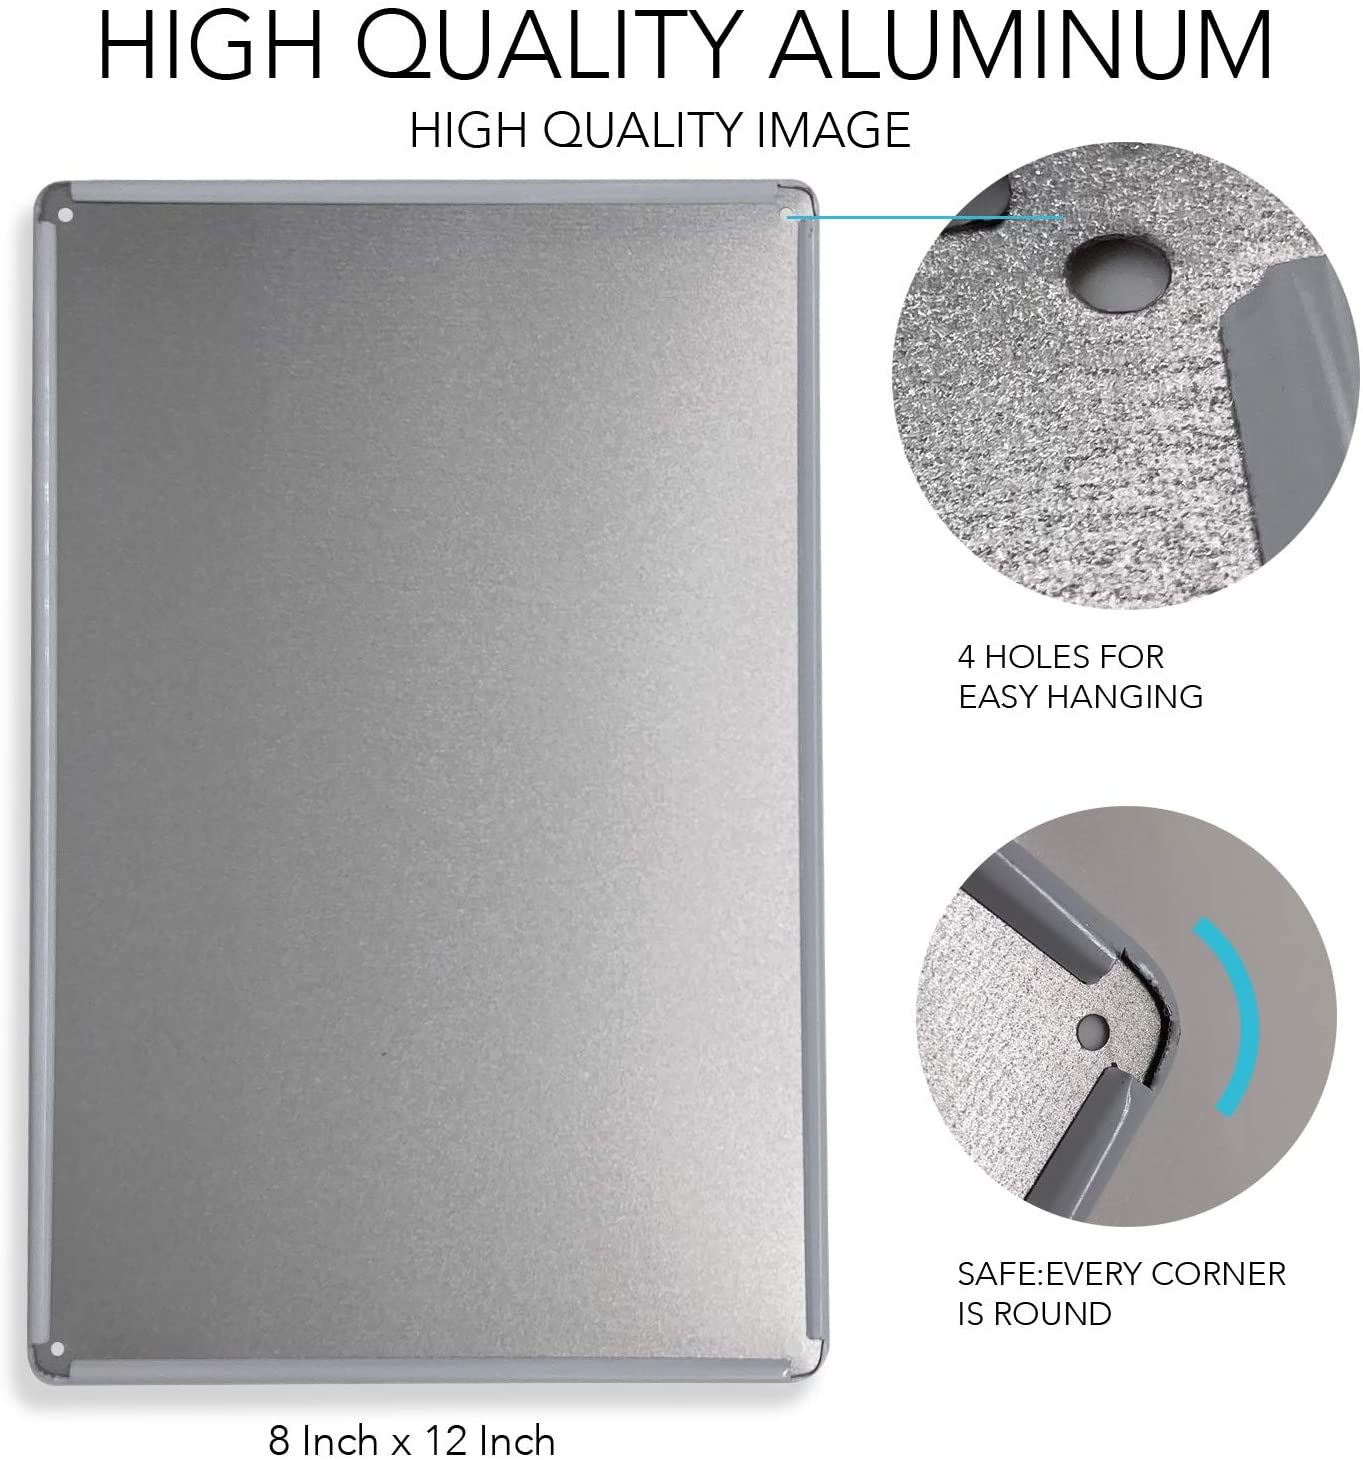 HIGH QUALITY ALUMINUM
HIGH QUALITY IMAGE
4 HOLES FOR
EASY HANGING
SAFE:EVERY CORNER
IS ROUND
8 Inch x 12 Inch